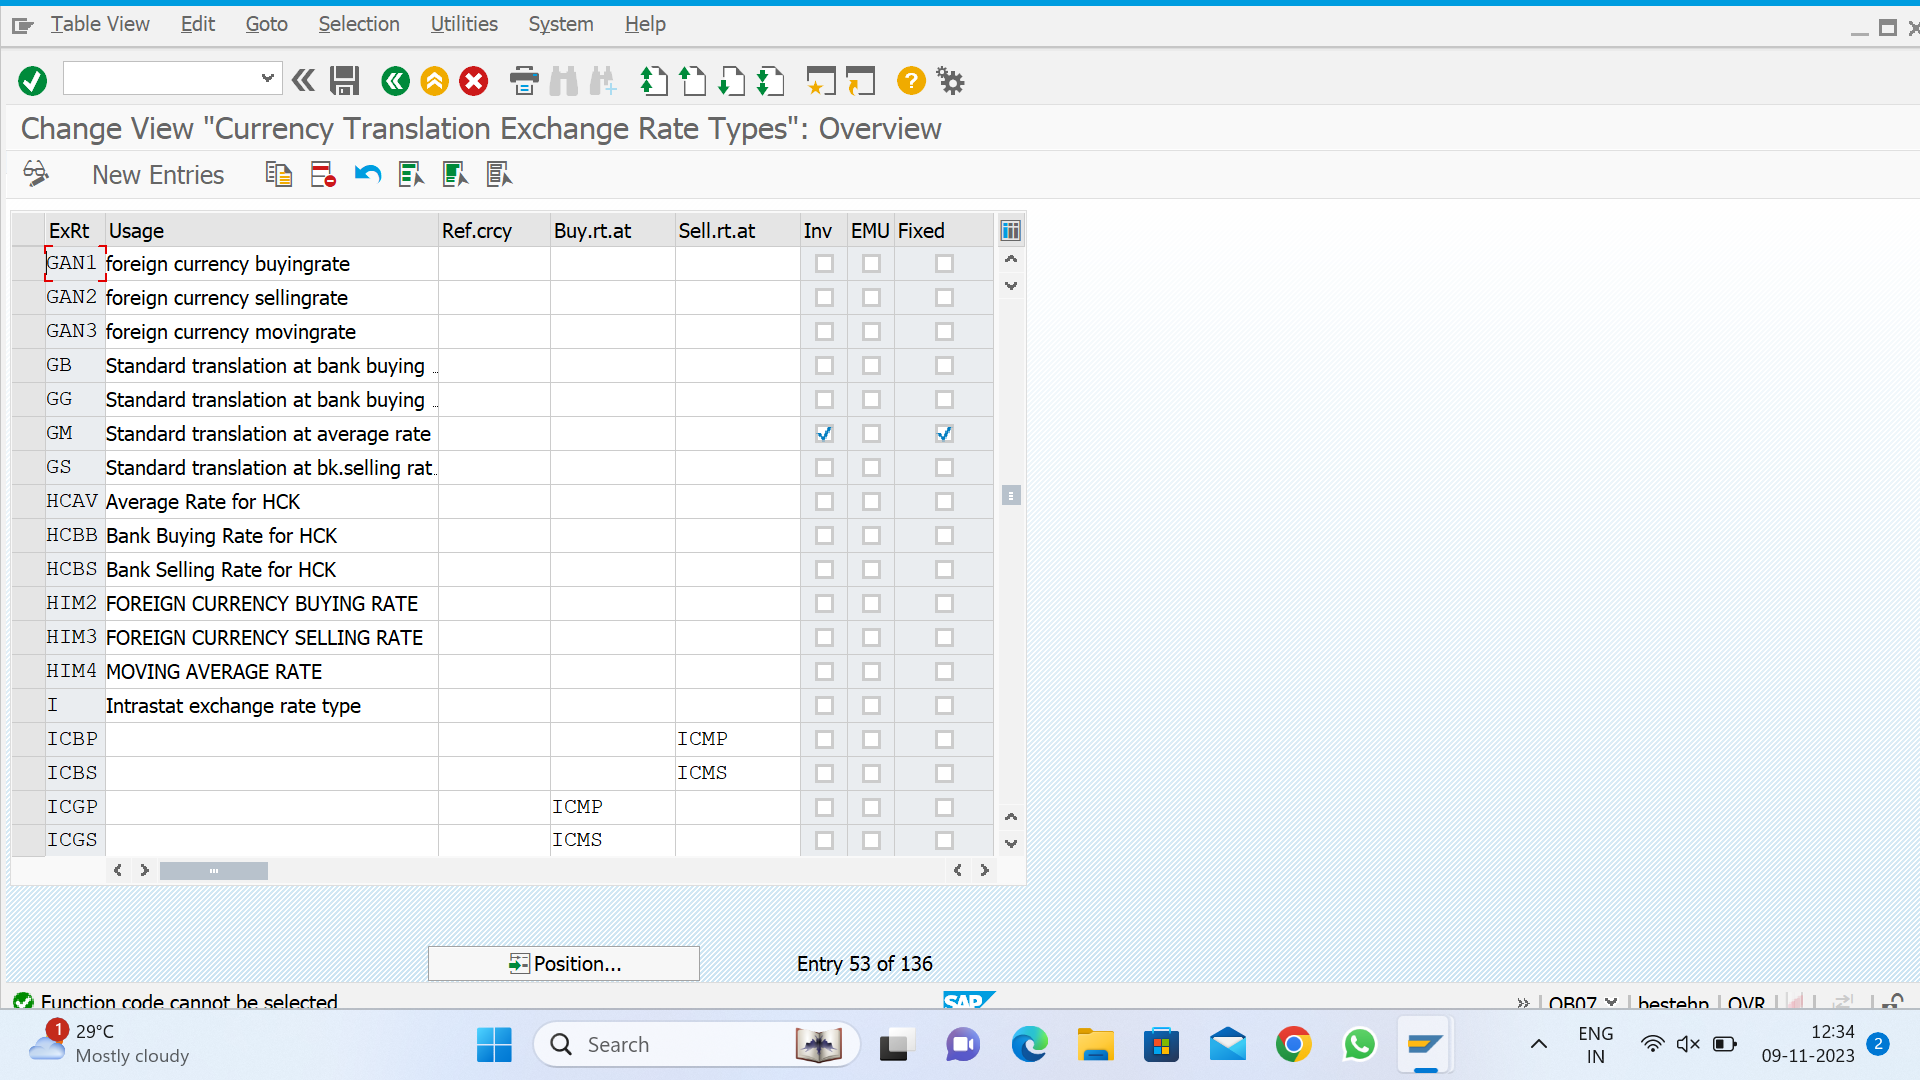 Table View Edit Goto Selection Utilities System Help
Change View "Currency Translation Exchange Rate Types": Overview
New Entries
ExRt Usage Ref.crcy Buy.rt.at Sell.rt.at Inv EMU Fixed
GAN1 foreign currency buyingrate
GAN2 foreign currency sellingrate
GAN3 foreign currency movingrate
GB Standard translation at bank buying ..
GG Standard translation at bank buying ..
GM Standard translation at average rate
GS Standard translation at bk.selling rat..
HCAV Average Rate for HCK
HCBB Bank Buying Rate for HCK
HCBS Bank Selling Rate for HCK
HIM2 FOREIGN CURRENCY BUYING RATE
HIM3 FOREIGN CURRENCY SELLING RATE
HIM4 MOVING AVERAGE RATE
I Intrastat exchange rate type
ICBP ICMP
ICBS ICMS
ICGP ICMP
ICGS ICMS
Position... Entry 53 of 136
Function code cannot be selected SAP OB07 bestehp OVR
1 29°C Search ENG 12:34
Mostly cloudy IN 09-11-2023 2